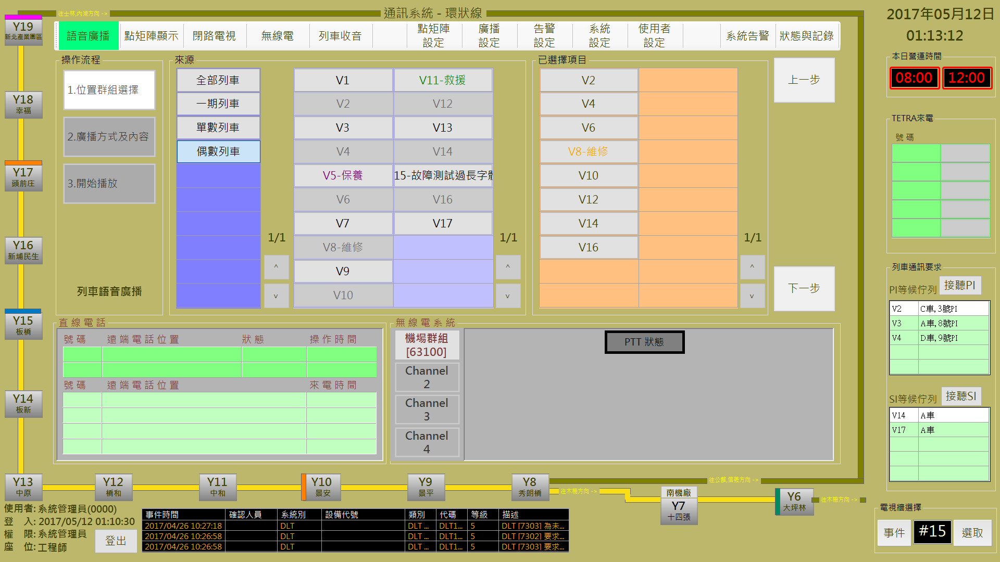 往士林,內湖方向 ->
通訊系統 - 環狀線
2017年05月12日
01:13:12
語音廣播
點矩陣顯示
閉路電視
無線電
列車收音
點矩陣
設定
廣播
設定
告警
設定
系統
設定
使用者
設定
系統告警
狀態與記錄
Y19
新北產業園區
Y18
幸福
Y17
頭前庄
Y16
新埔民生
Y15
板橋
Y14
板新
Y13
中原
操作流程
1.位置群組選擇
2.廣播方式及內容
3.開始播放
列車語音廣播
來源
全部列車
一期列車
單數列車
偶數列車
1/1
^
v
V1
V11-救援
V2
V12
V3
V13
V4
V14
V5-保養
15-故障測試過長字
V6
V16
V7
V17
V8-維修
V9
V10
1/1
^
v
已選擇項目
V2
V4
V6
V8-維修
V10
V12
V14
V16
1/1
^
v
上一步
下一步
本日營運時間
08:00
12:00
TETRA來電
號 碼
列車通訊要求
PI等候佇列
接聽PI
V2 C車,3號PI
V3 A車,8號PI
V4 D車,9號PI
SI等候佇列
接聽SI
V14 A車
V17 A車
直線電話
號碼 遠端電話位置 狀態 操作時間
號碼 遠端電話位置 來電時間
無線電系統
機場群組
[63100]
Channel
2
Channel
3
Channel
4
PTT 狀態
Y12
橋和
Y11
中和
Y10
景安
Y9
景平
Y8
秀朗橋
往公館,信義方向 ->
往木柵方向 ->
南機廠
Y7
十四張
Y6
大坪林
往木柵方向 ->
使用者: 系統管理員(0000)
登 入: 2017/05/12 01:10:30
權 限: 系統管理員
座 位: 工程師
登出
事件時間 確認人員 系統別 設備代號 類別 代碼 等級 描述
2017/04/26 10:27:18 DLT DLT ... DLT1... 5 DLT [7303] 為未...
2017/04/26 10:26:58 DLT DLT ... DLT1... 5 DLT [7302] 要求...
2017/04/26 10:26:58 DLT DLT ... DLT1... 5 DLT [7303] 要求...
電視牆選擇
事件
#15
選取